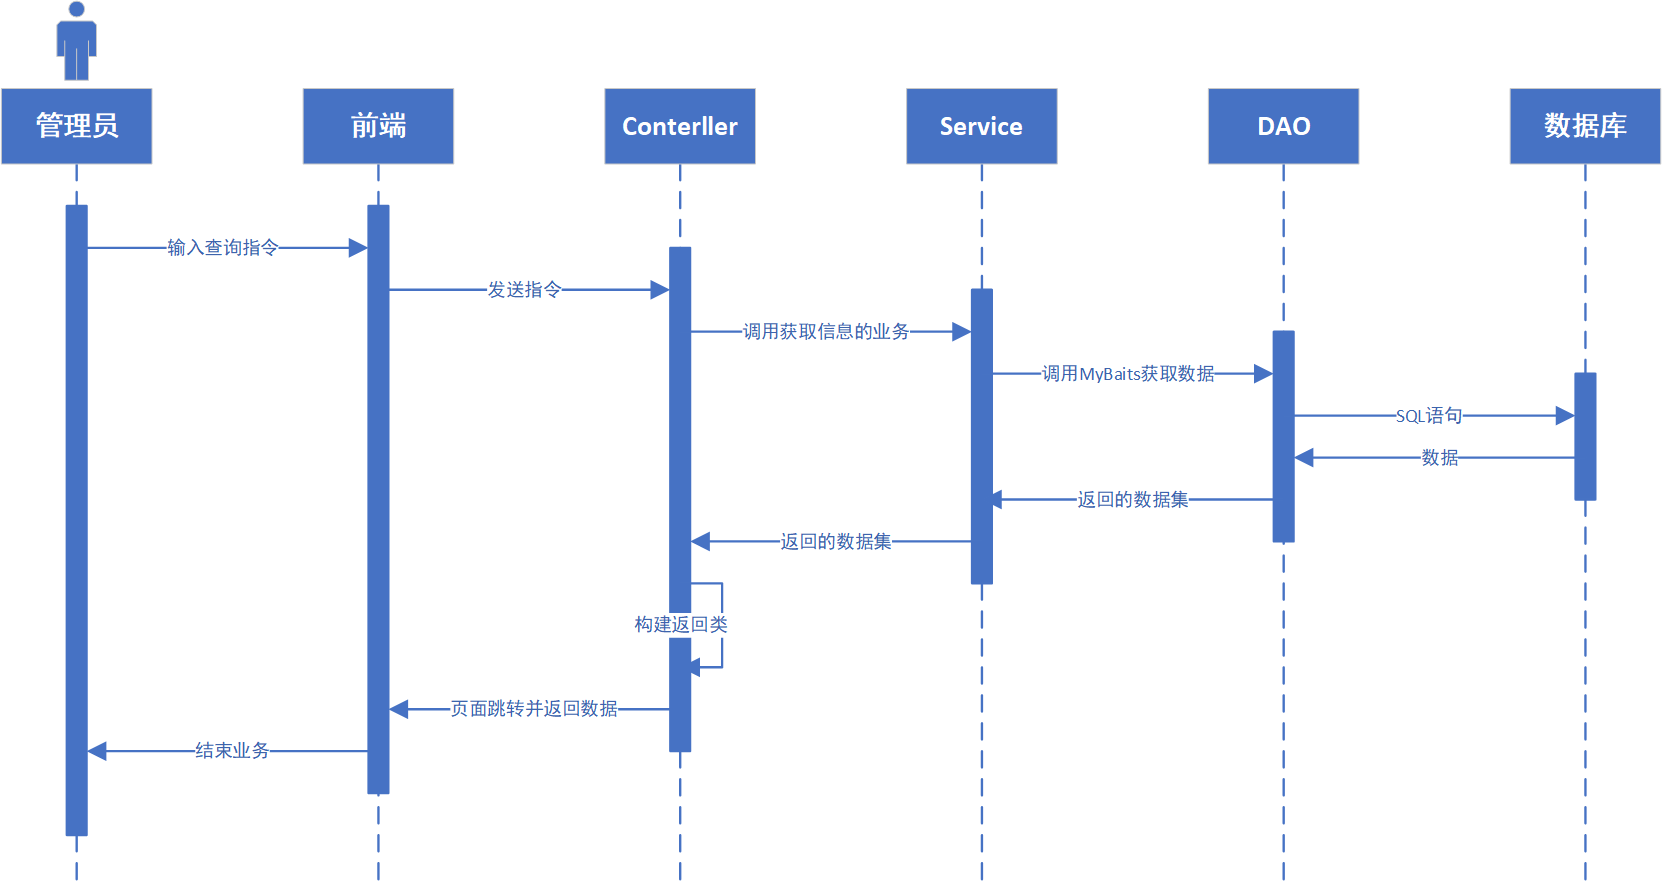 管理员
前端
Conterller
Service
DAO
数据库
输入查询指令
发送指令
调用获取信息的业务
调用MyBaits获取数据
SQL语句
数据
返回的数据集
返回的数据集
构建返回类
页面跳转并返回数据
结束业务